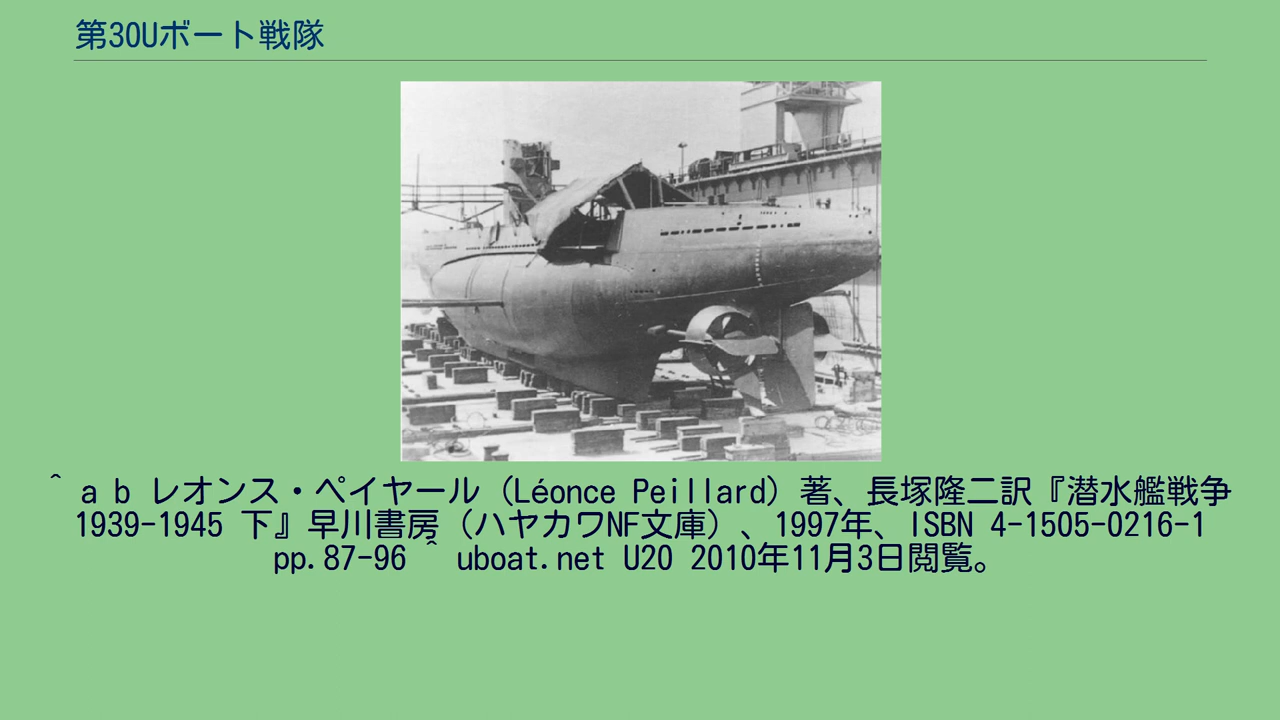 第30Uボート戦隊
^ a b レオンス・ペイヤール（Léonce Peillard）著、長塚隆二訳『潜水艦戦争
1939-1945 下』早川書房（ハヤカワNF文庫）、1997年、ISBN 4-1505-0216-1
pp.87-96 ^ uboat.net U20 2010年11月3日閲覧。